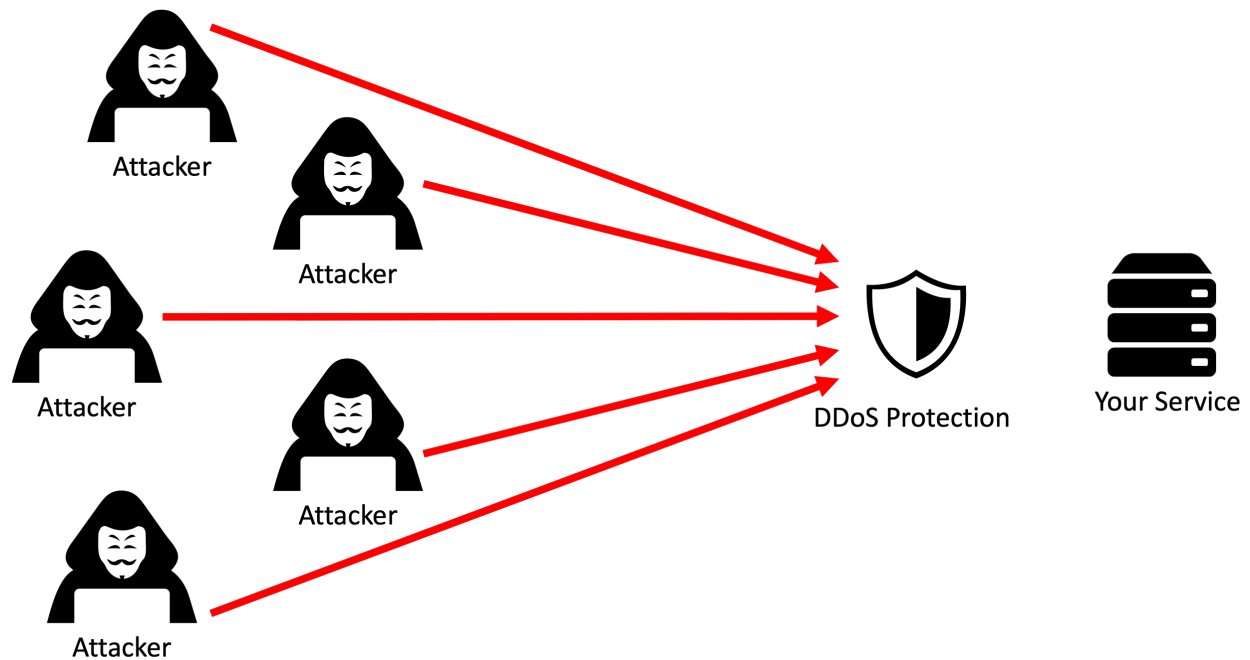 Attacker
Attacker
Attacker
DDoS Protection
Your Service
Attacker
Attacker